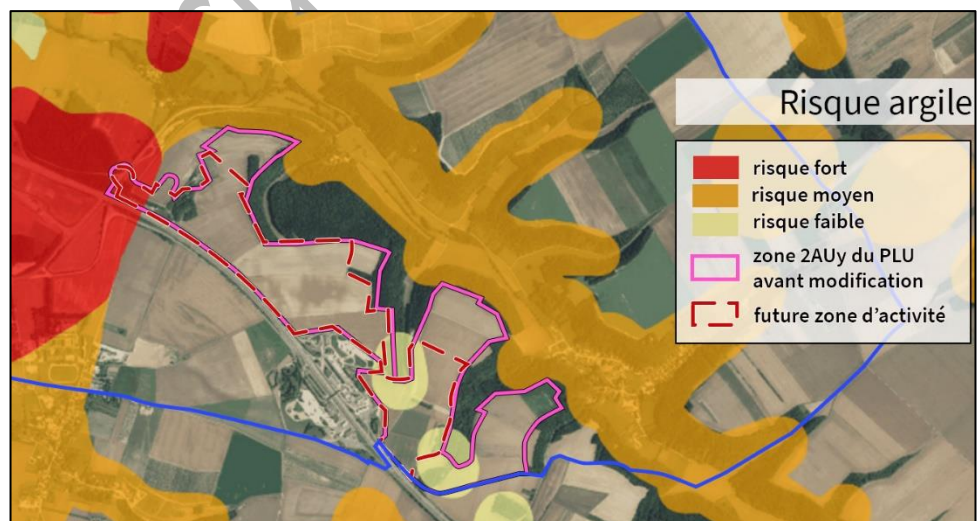 Risque argile
risque fort
risque moyen
risque faible
zone 2AUy du PLU
avant modification
future zone d'activité